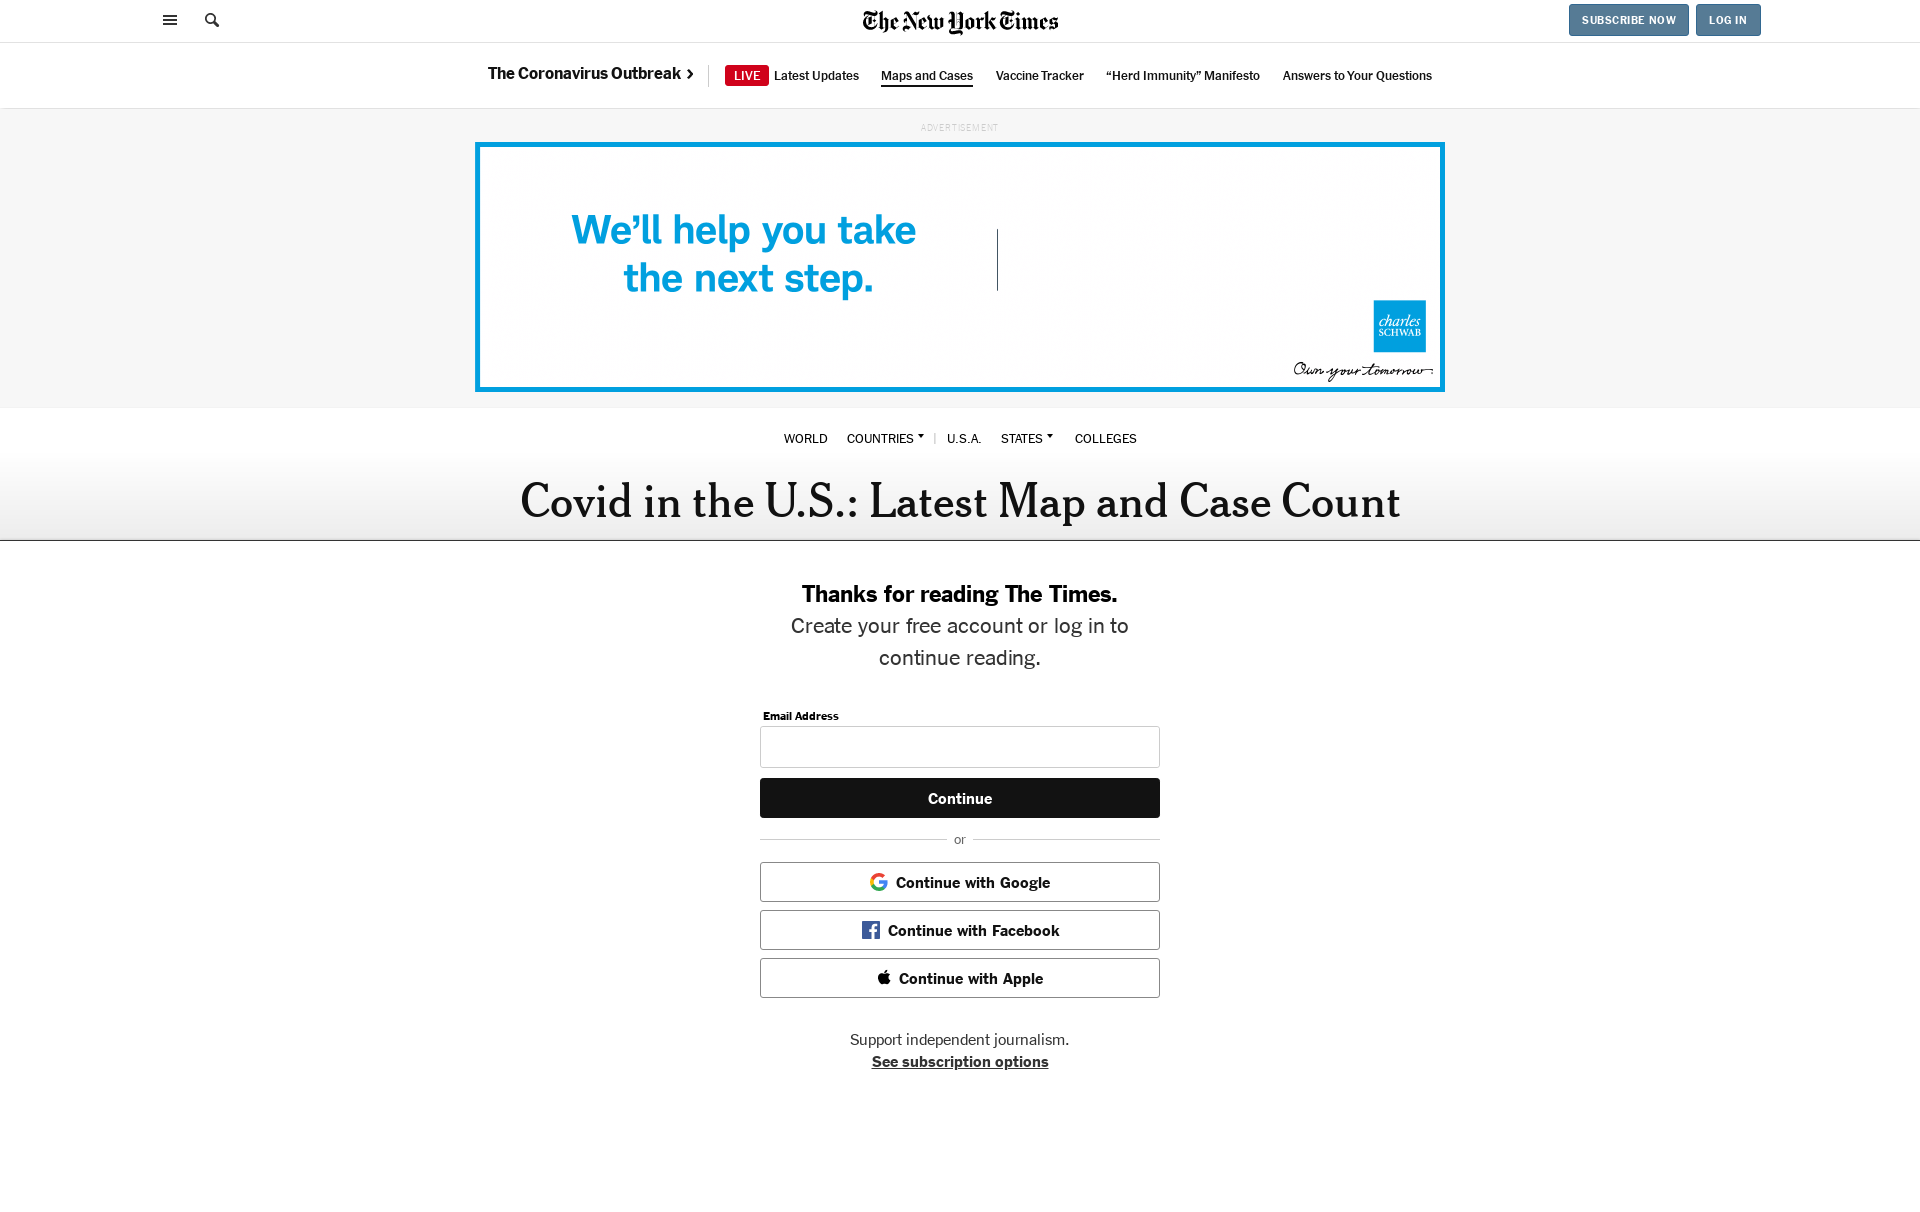 The New York Times
SUBSCRIBE NOW
LOG IN
The Coronavirus Outbreak
LIVE Latest Updates
Maps and Cases
Vaccine Tracker
“Herd Immunity” Manifesto
Answers to Your Questions
ADVERTISEMENT
We’ll help you take
the next step.
charles
SCHWAB
Own your tomorrow.
WORLD
COUNTRIES
U.S.A.
STATES
COLLEGES
Covid in the U.S.: Latest Map and Case Count
Thanks for reading The Times.
Create your free account or log in to
continue reading.
Email Address
Continue
or
Continue with Google
Continue with Facebook
Continue with Apple
Support independent journalism.
See subscription options